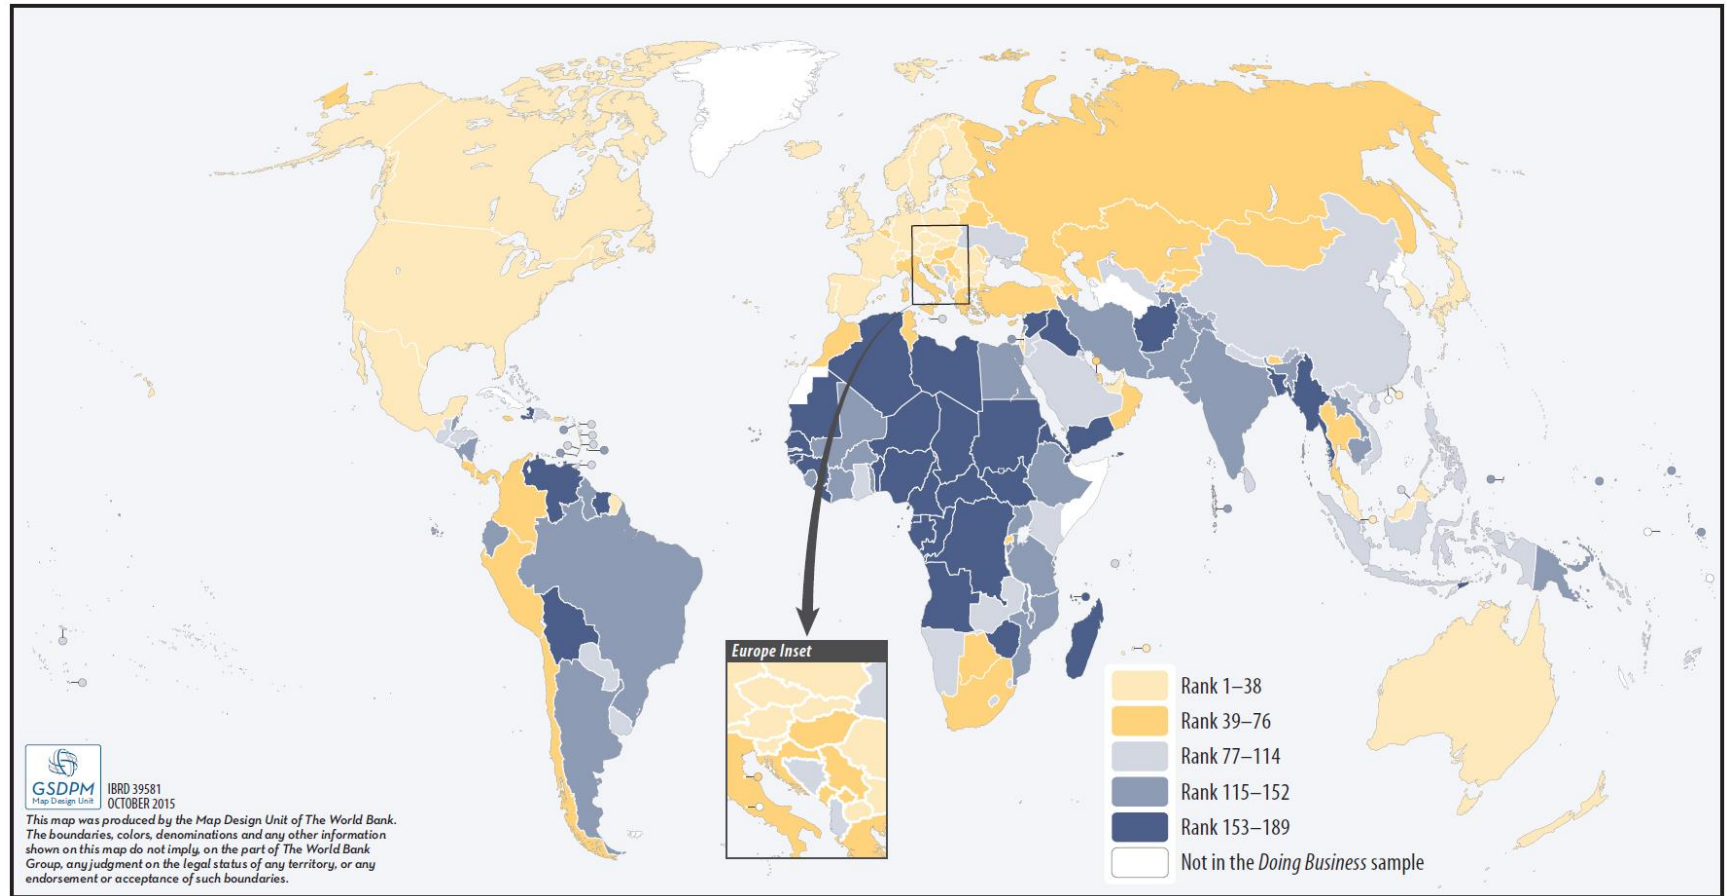 Europe Inset
Rank 1–38
Rank 39–76
Rank 77–114
Rank 115–152
Rank 153–189
Not in the Doing Business sample
GSDPM
Map Design Unit
IBRD 39581
OCTOBER 2015
This map was produced by the Map Design Unit of The World Bank.
The boundaries, colors, denominations and any other information
shown on this map do not imply, on the part of The World Bank
Group, any judgment on the legal status of any territory, or any
endorsement or acceptance of such boundaries.